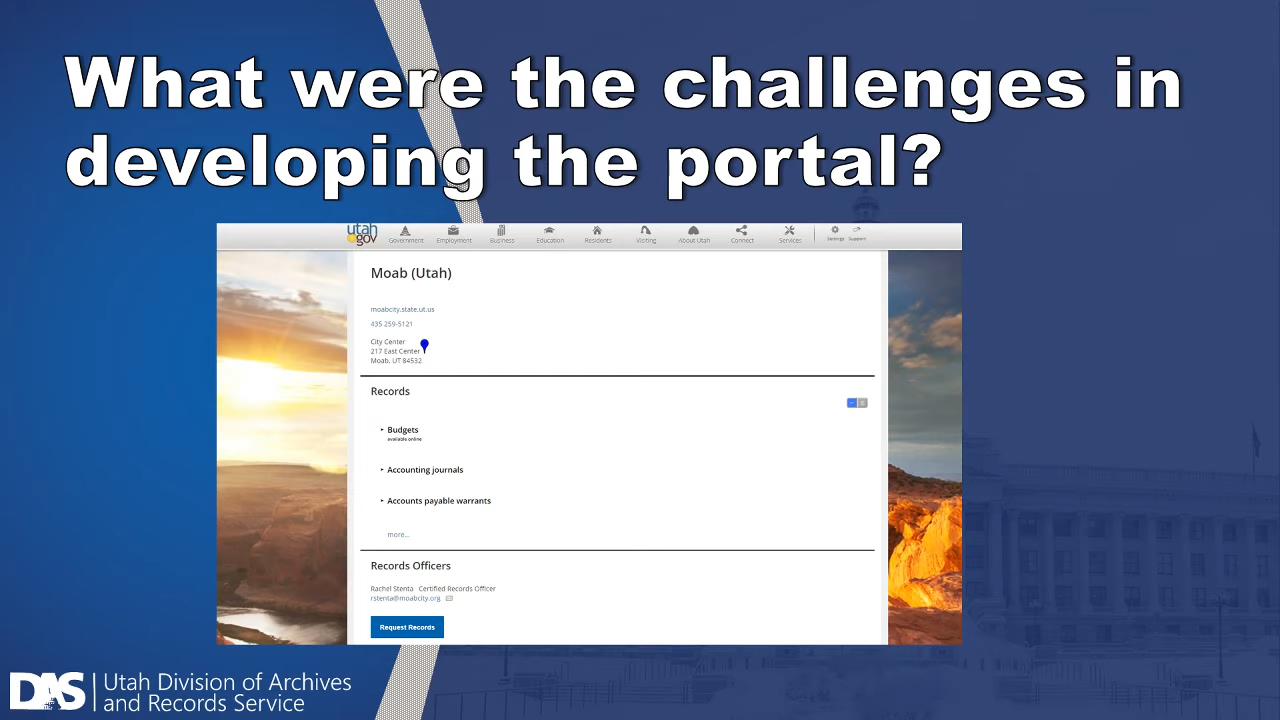 What were the challenges in
developing the portal?
utah
gov
Government Employment Business Education Residents Visiting About Utah Connect Services Settings Support
Moab (Utah)
moabcity.state.ut.us
435 259-5121
City Center
217 East Center
Moab, UT 84532
Records
Budgets
available online
Accounting journals
Accounts payable warrants
more...
Records Officers
Rachel Stenta Certified Records Officer
rstenta@moabcity.org
Request Records
DAS Utah Division of Archives
and Records Service